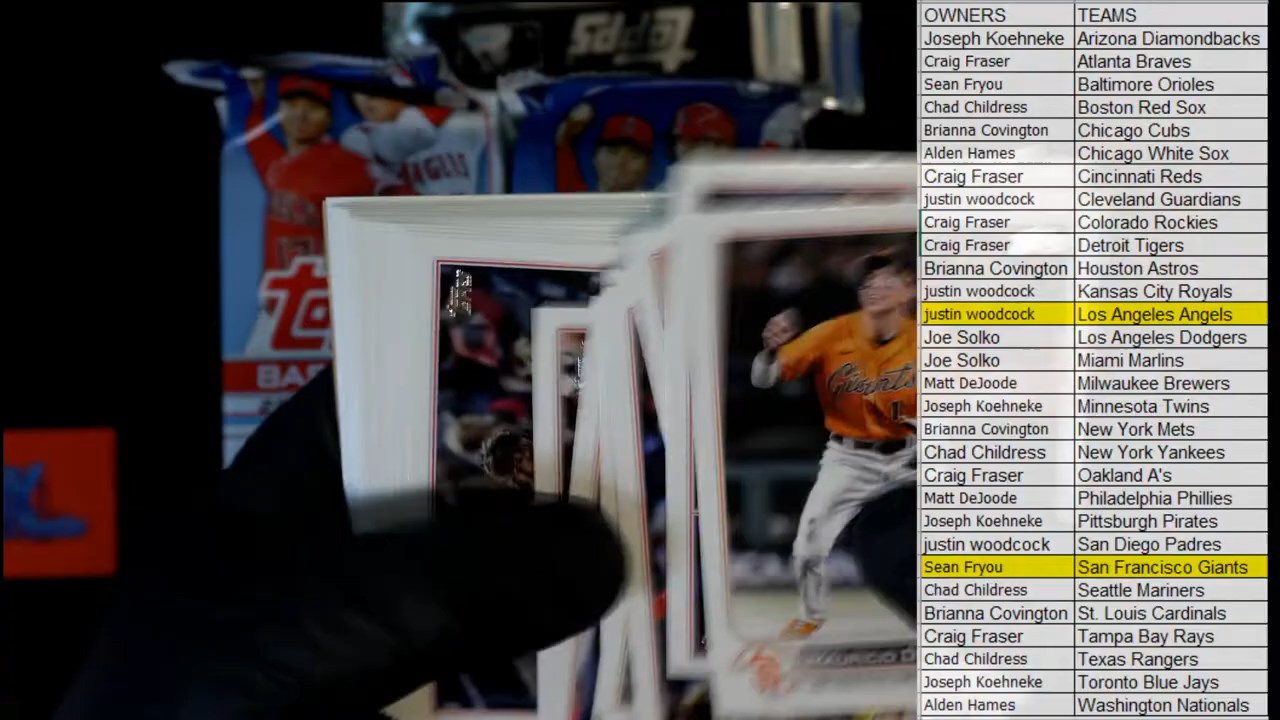 Topps
OWNERS TEAMS
Joseph Koehneke Arizona Diamondbacks
Craig Fraser Atlanta Braves
Sean Fryou Baltimore Orioles
Chad Childress Boston Red Sox
Brianna Covington Chicago Cubs
Alden Hames Chicago White Sox
Craig Fraser Cincinnati Reds
justin woodcock Cleveland Guardians
Craig Fraser Colorado Rockies
Craig Fraser Detroit Tigers
Brianna Covington Houston Astros
justin woodcock Kansas City Royals
justin woodcock Los Angeles Angels
Joe Solko Los Angeles Dodgers
Joe Solko Miami Marlins
Matt DeJoode Milwaukee Brewers
Joseph Koehneke Minnesota Twins
Brianna Covington New York Mets
Chad Childress New York Yankees
Craig Fraser Oakland A's
Matt DeJoode Philadelphia Phillies
Joseph Koehneke Pittsburgh Pirates
justin woodcock San Diego Padres
Sean Fryou San Francisco Giants
Chad Childress Seattle Mariners
Brianna Covington St. Louis Cardinals
Craig Fraser Tampa Bay Rays
Chad Childress Texas Rangers
Joseph Koehneke Toronto Blue Jays
Alden Hames Washington Nationals
ANGELS
BAS
Giants
1
MAURICIO D